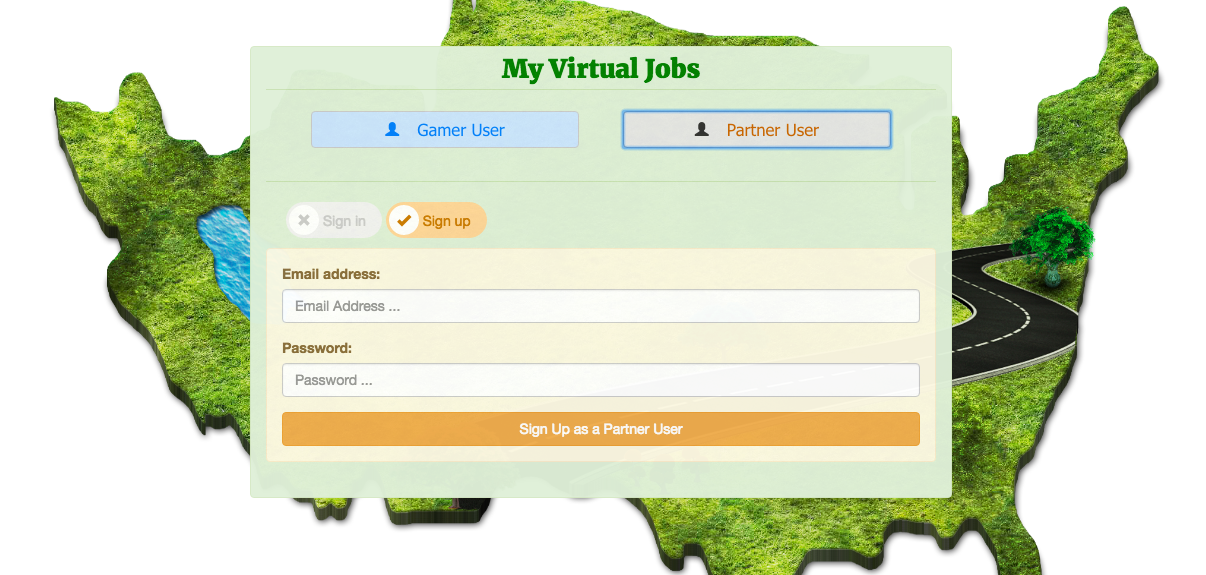 My Virtual Jobs
Gamer User
Partner User
Sign in
Sign up
Email address:
Email Address ...
Password:
Password ...
Sign Up as a Partner User